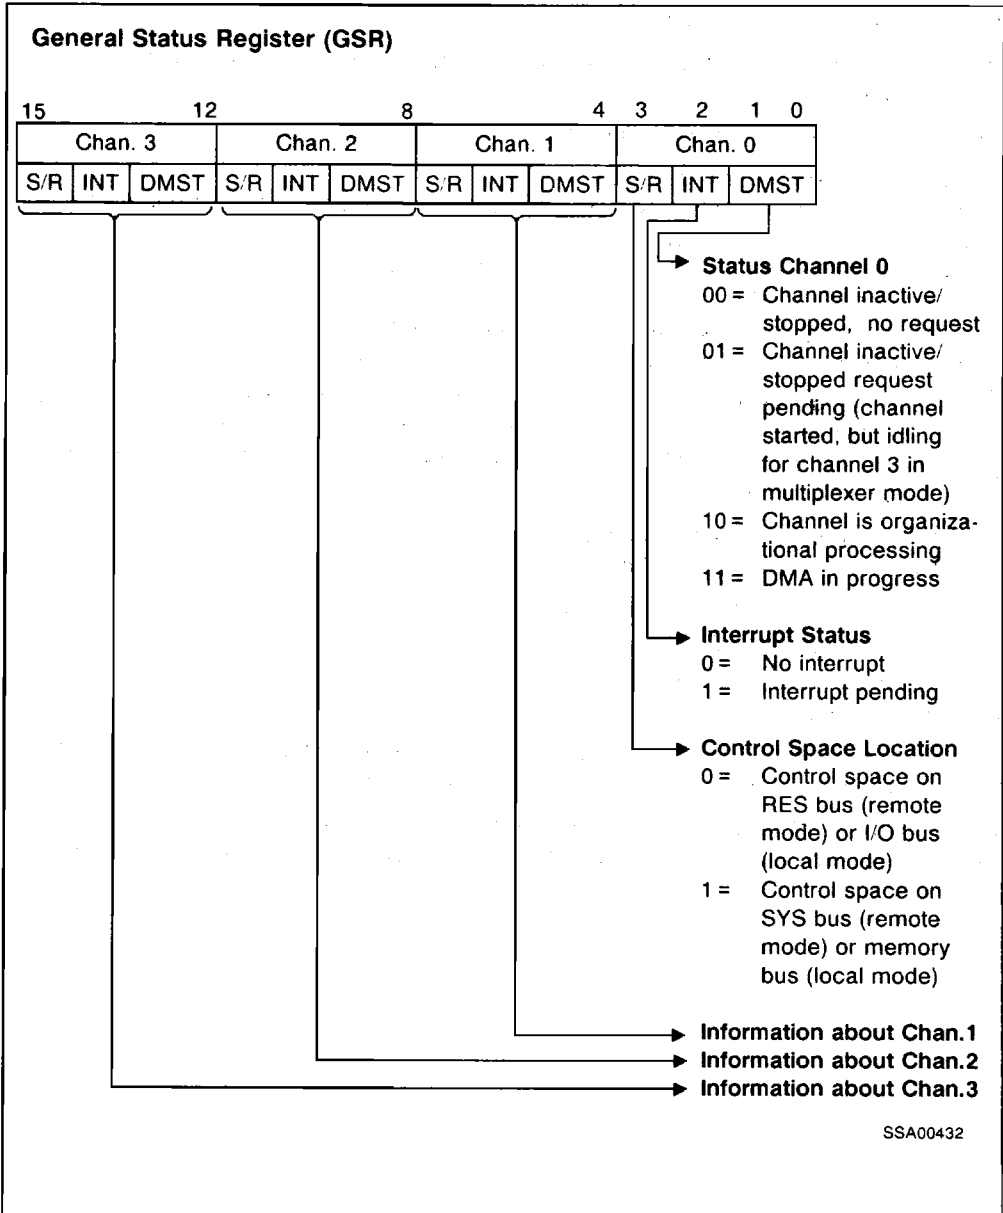 General Status Register (GSR)
15 12 8 4 3 2 1 0
Chan. 3 Chan. 2 Chan. 1 Chan. 0
S/R INT DMST S/R INT DMST S/R INT DMST S/R INT DMST
Status Channel 0
00 = Channel inactive/
stopped, no request
01 = Channel inactive/
stopped request
pending (channel
started, but idling
for channel 3 in
multiplexer mode)
10 = Channel is organiza-
tional processing
11 = DMA in progress
Interrupt Status
0 = No interrupt
1 = Interrupt pending
Control Space Location
0 = Control space on
RES bus (remote
mode) or I/O bus
(local mode)
1 = Control space on
SYS bus (remote
mode) or memory
bus (local mode)
Information about Chan.1
Information about Chan.2
Information about Chan.3
SSA00432